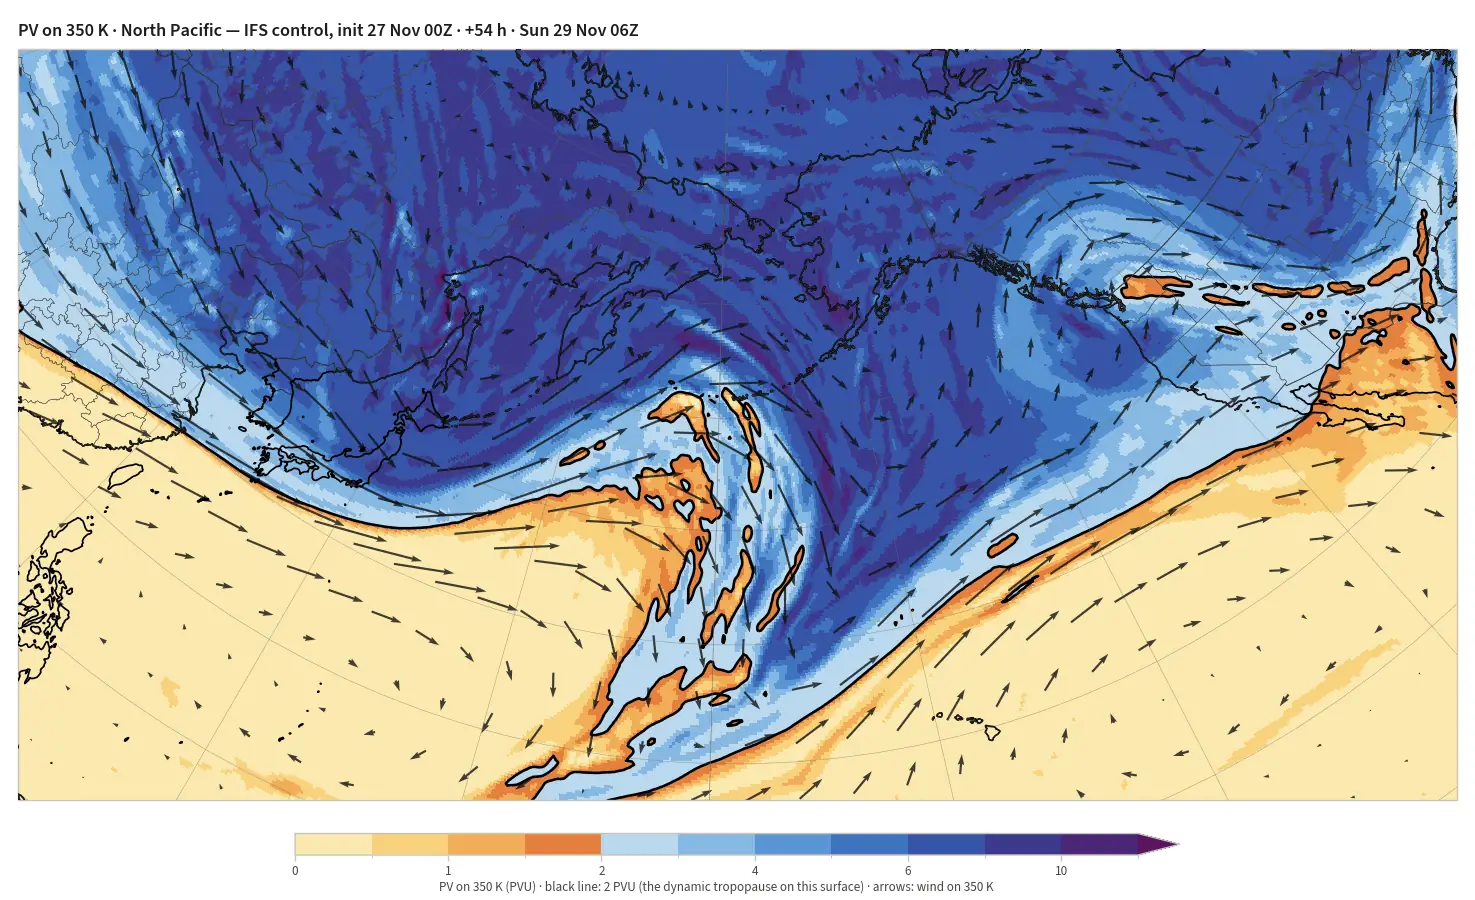 PV on 350 K · North Pacific — IFS control, init 27 Nov 00Z · +54 h · Sun 29 Nov 06Z
0 1 2 4 6 10
PV on 350 K (PVU) · black line: 2 PVU (the dynamic tropopause on this surface) · arrows: wind on 350 K